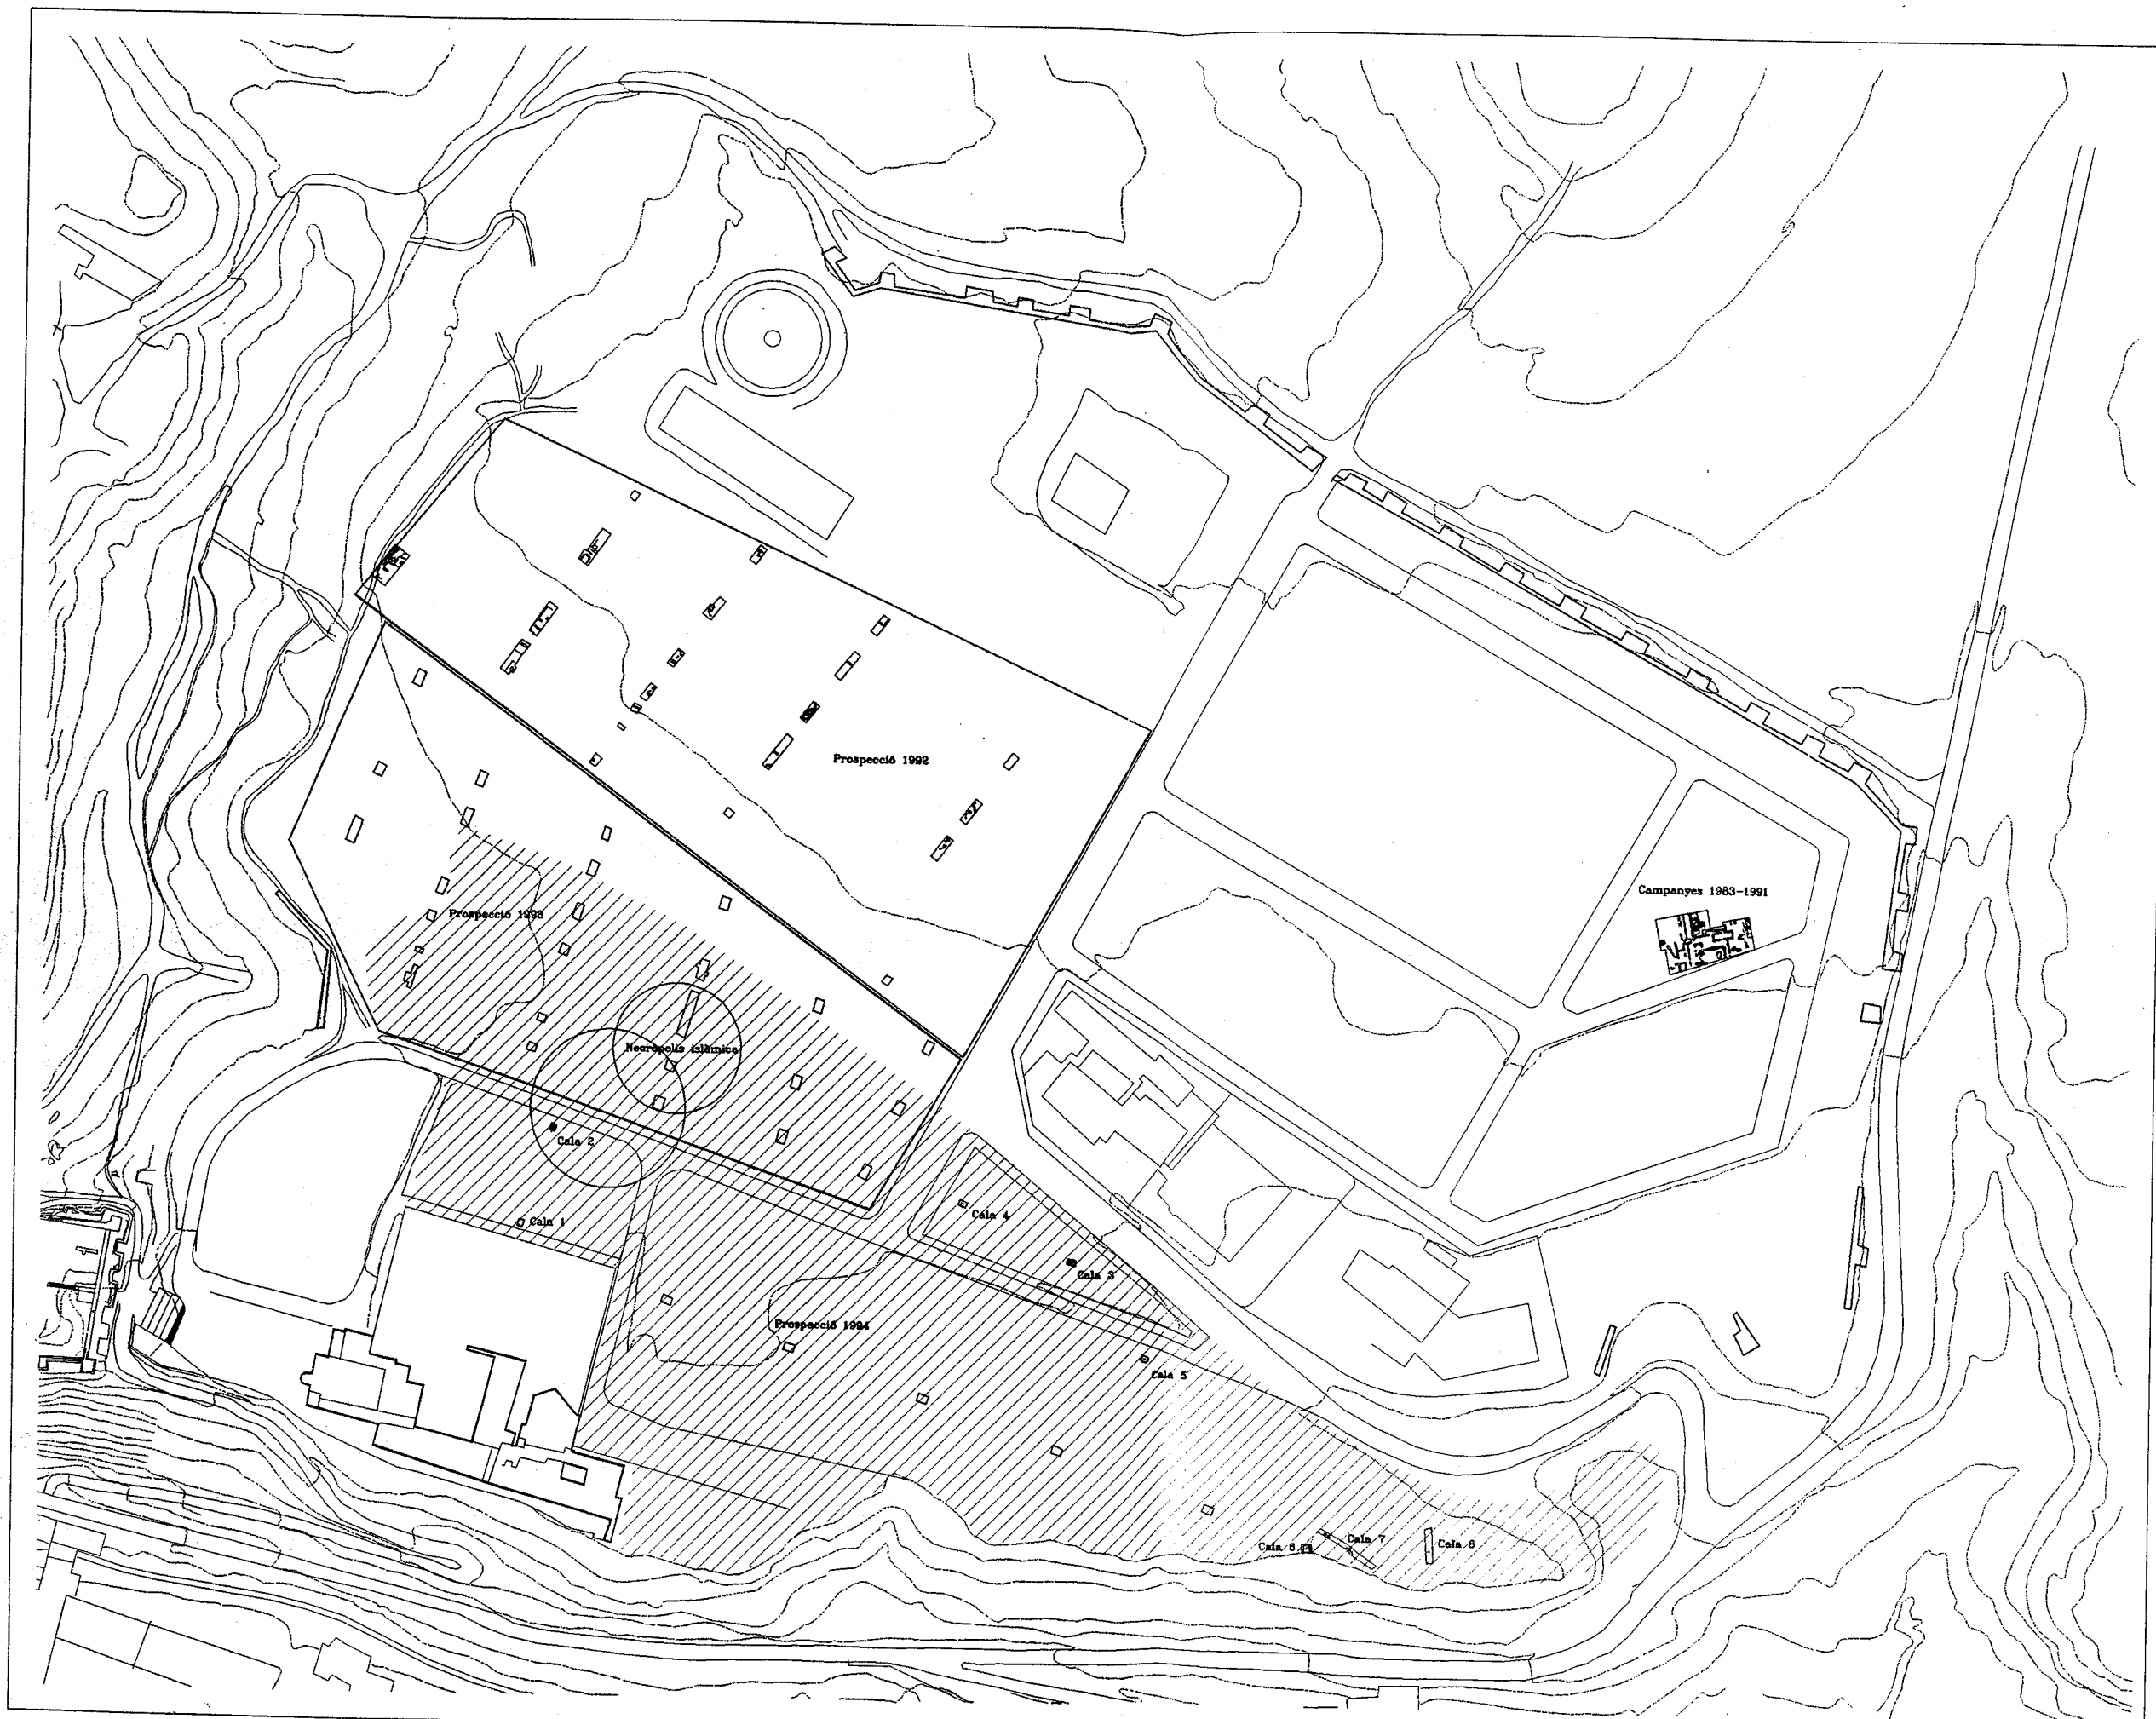 Prospecció 1992
Campanyes 1983-1991
Prospecció 1993
Necròpolis islàmica
Cala 2
Cala 4
Cala 1
Cala 3
Prospecció 1994
Cala 5
Cala 7
Cala 6
Cala 8